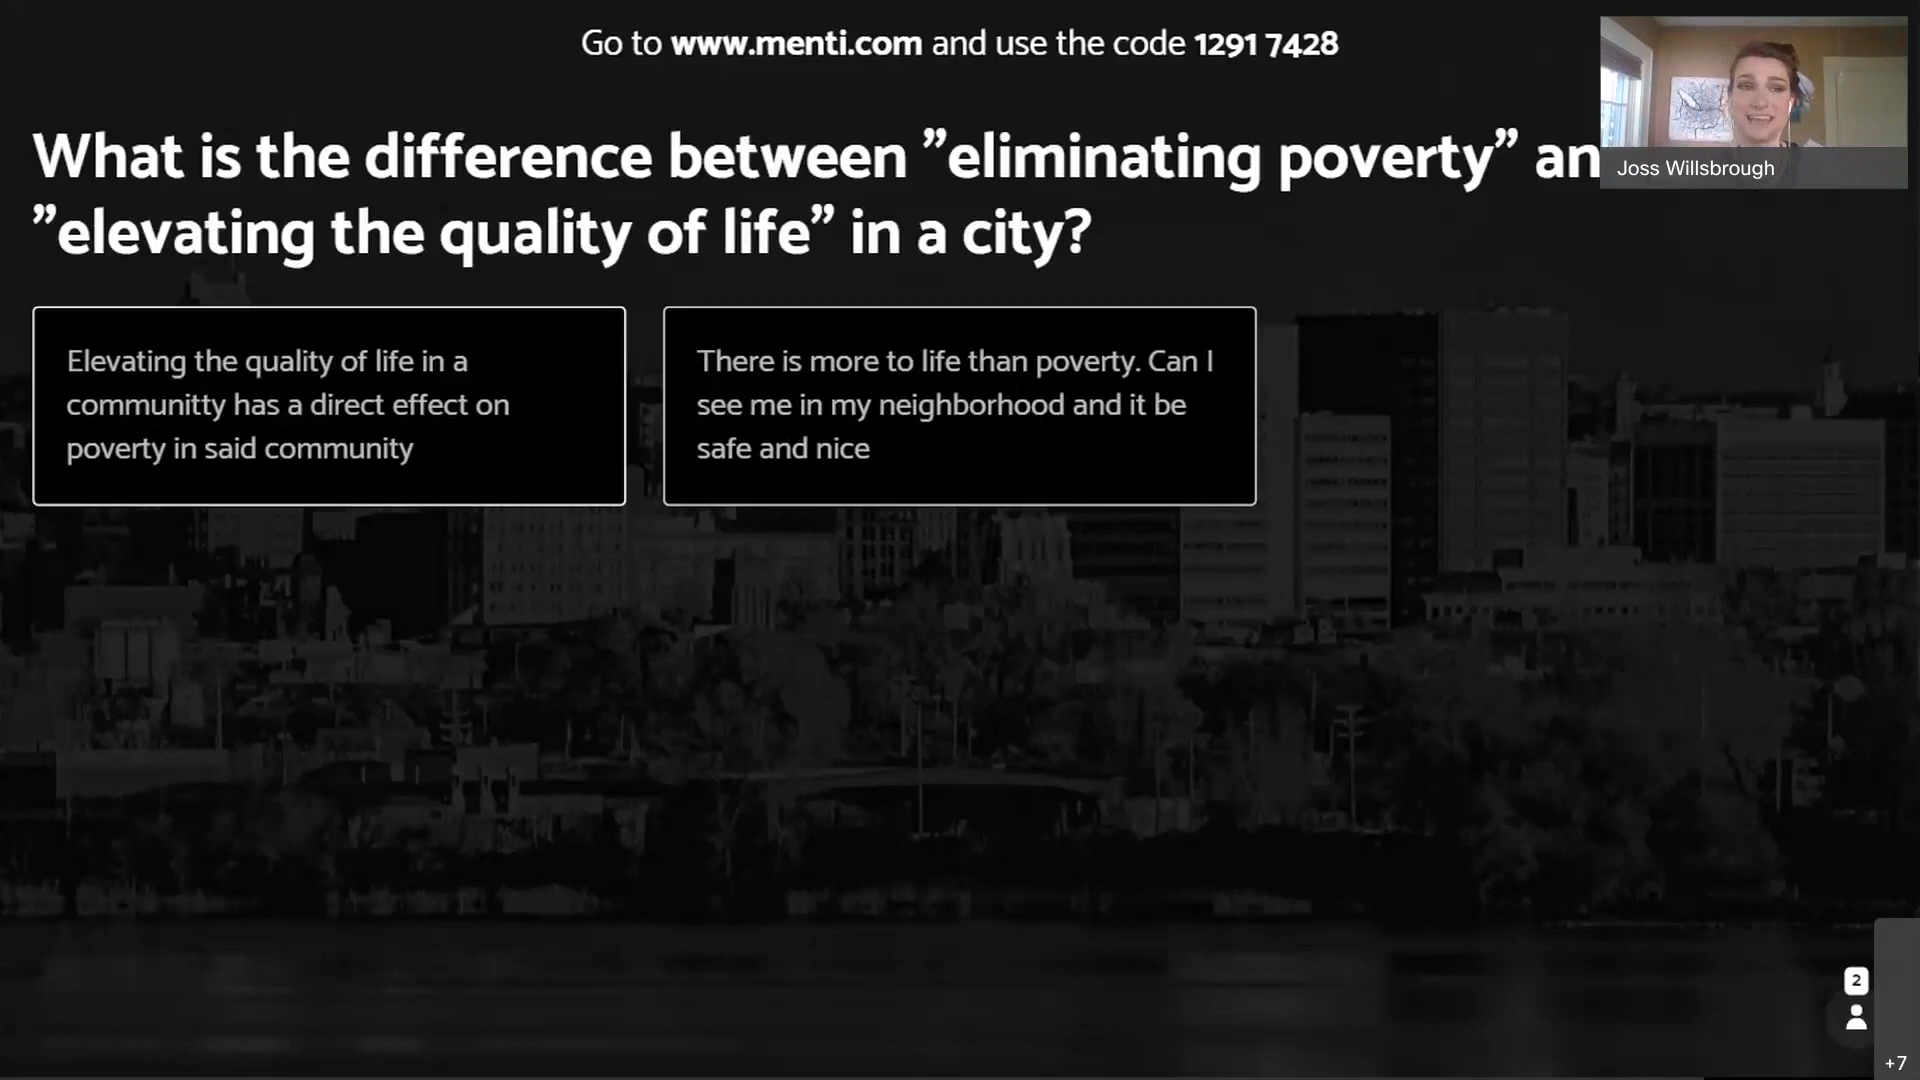 Go to www.menti.com and use the code 1291 7428
What is the difference between ”eliminating poverty” an
”elevating the quality of life” in a city?
Joss Willsbrough
Elevating the quality of life in a
communitty has a direct effect on
poverty in said community
There is more to life than poverty. Can I
see me in my neighborhood and it be
safe and nice
2
+7